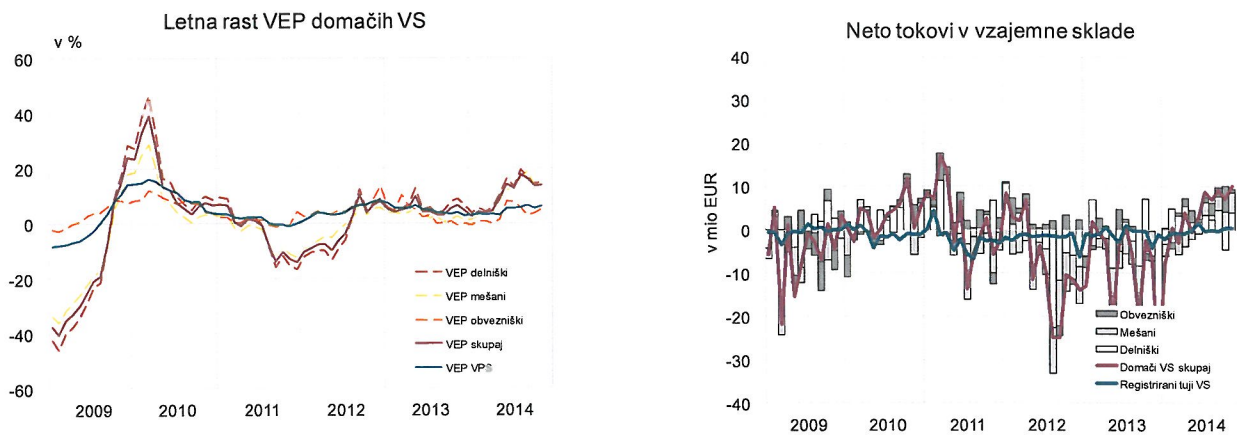 Letna rast VEP domačih VS
v %
60
40
20
0
-20
-40
-60
VEP delniški
VEP mešani
VEP obvezniški
VEP skupaj
VEP VPS
2009 2010 2011 2012 2013 2014
Neto tokovi v vzajemne sklade
v mio EUR
40
30
20
10
0
-10
-20
-30
-40
Obvezniški
Mešani
Delniški
Domači VS skupaj
Registrirani tuji VS
2009 2010 2011 2012 2013 2014